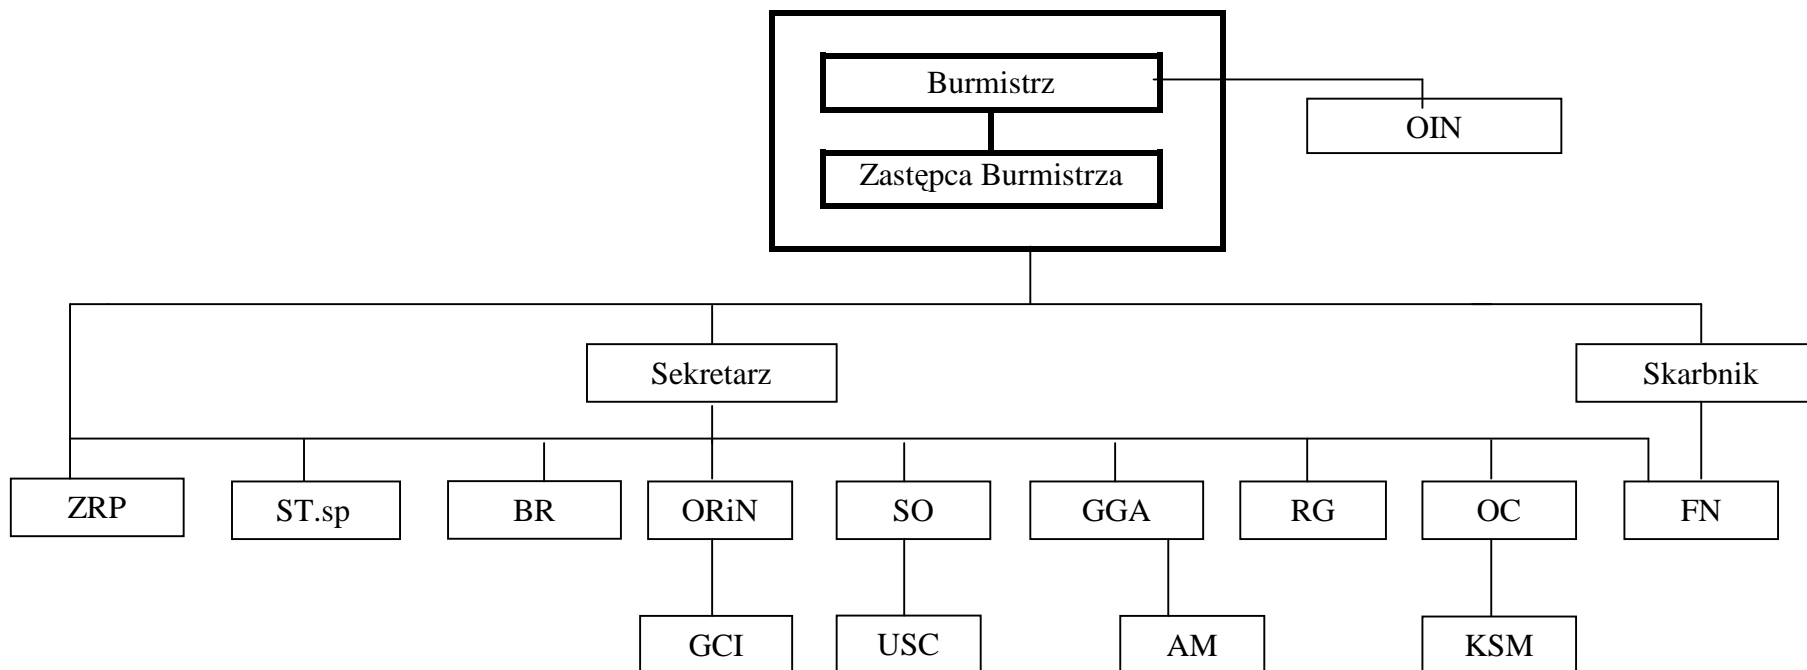 Burmistrz
OIN
Zastępca Burmistrza
Sekretarz
Skarbnik
ZRP
ST.sp
BR
ORiN
SO
GGA
RG
OC
FN
GCI
USC
AM
KSM